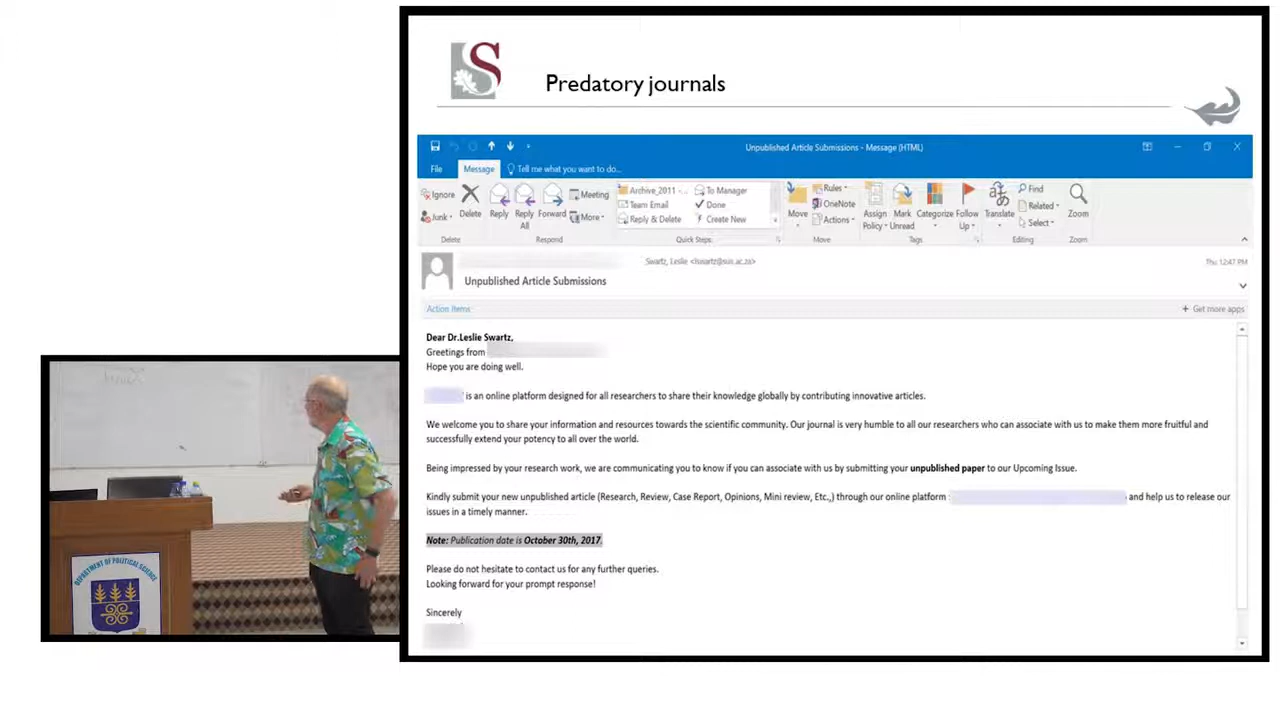 S
Predatory journals
Unpublished Article Submissions - Message (HTML)
File
Message
Tell me what you want to do...
Ignore
Junk
Delete
Reply
Reply All
Forward
Meeting
More
Archive_2011 - ...
Team Email
Reply & Delete
To Manager
Done
Create New
Move
Rules
OneNote
Actions
Assign Policy
Mark Unread
Categorize
Follow Up
Translate
Find
Related
Select
Zoom
Delete
Respond
Quick Steps
Move
Tags
Editing
Zoom
Swartz, Leslie <lswartz@sun.ac.za>
Thu 12:47 PM
Unpublished Article Submissions
Action Items
+ Get more apps
Dear Dr.Leslie Swartz,
Greetings from
Hope you are doing well.
is an online platform designed for all researchers to share their knowledge globally by contributing innovative articles.
We welcome you to share your information and resources towards the scientific community. Our journal is very humble to all our researchers who can associate with us to make them more fruitful and
successfully extend your potency to all over the world.
Being impressed by your research work, we are communicating you to know if you can associate with us by submitting your unpublished paper to our Upcoming Issue.
Kindly submit your new unpublished article (Research, Review, Case Report, Opinions, Mini review, Etc.,) through our online platform : and help us to release our
issues in a timely manner.
Note: Publication date is October 30th, 2017.
Please do not hesitate to contact us for any further queries.
Looking forward for your prompt response!
Sincerely
DEPARTMENT OF POLITICAL SCIENCE